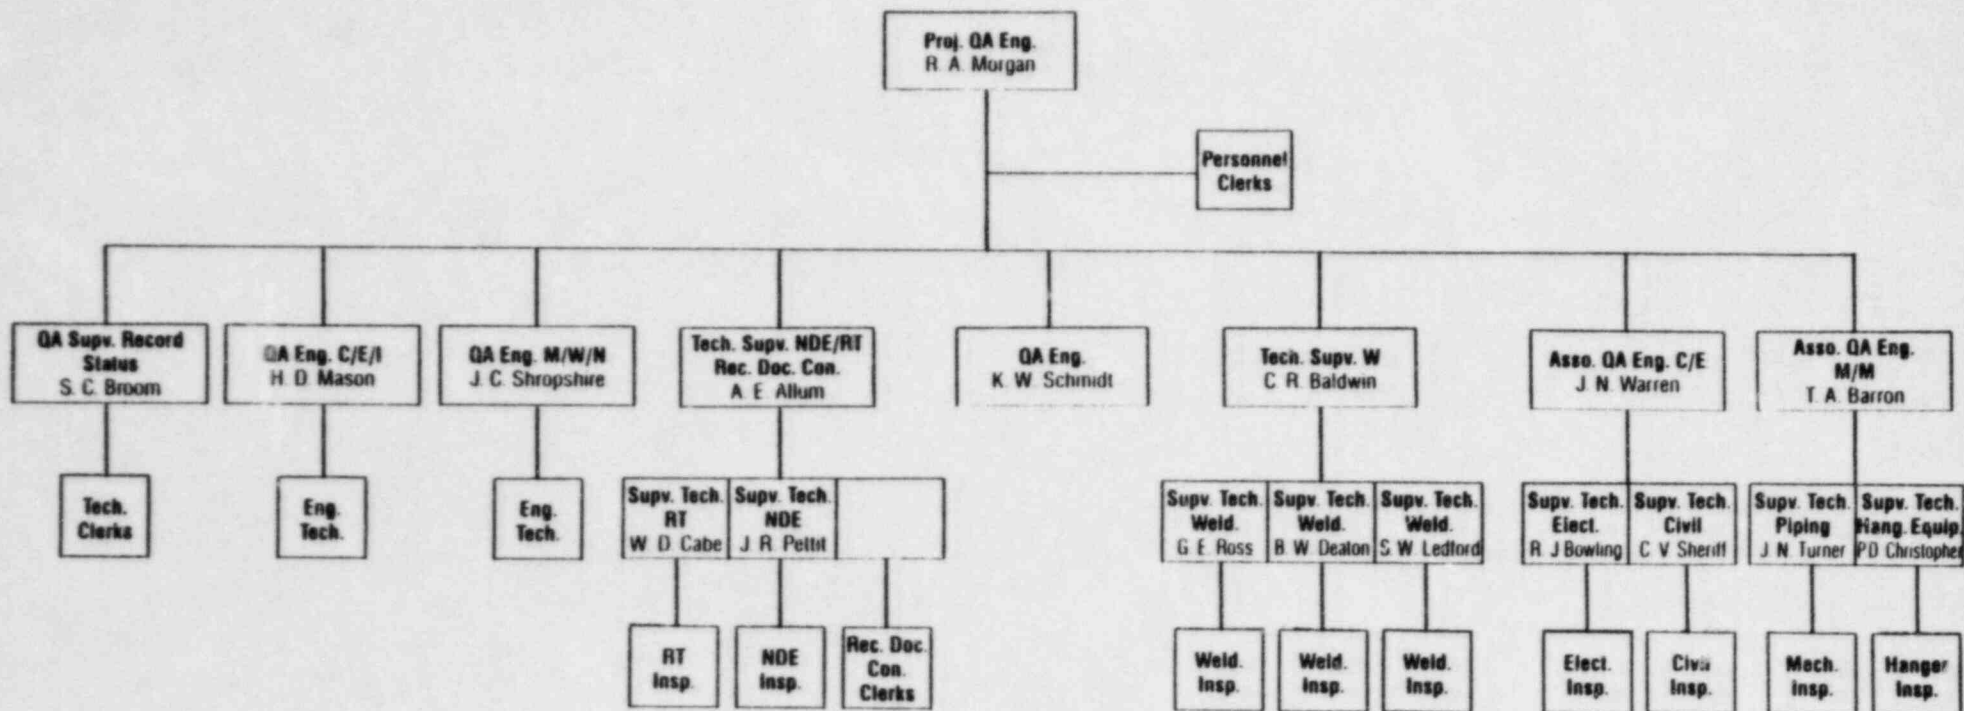 Proj. QA Eng.
R. A. Morgan
Personnel
Clerks
QA Supv. Record
Status
S. C. Broom
QA Eng. C/E/I
H. D. Mason
QA Eng. M/W/N
J. C. Shropshire
Tech. Supv. NDE/RT
Rec. Doc. Con.
A. E. Allum
QA Eng.
K. W. Schmidt
Tech. Supv. W
C. R. Baldwin
Asso. QA Eng. C/E
J. N. Warren
Asso. QA Eng.
M/M
T. A. Barron
Tech.
Clerks
Eng.
Tech.
Eng.
Tech.
Supv. Tech.
RT
W. D. Cabe
Supv. Tech.
NDE
J. R. Pettit
Supv. Tech.
Weld.
G. E. Ross
Supv. Tech.
Weld.
B. W. Deaton
Supv. Tech.
Weld.
S. W. Ledford
Supv. Tech.
Elect.
R. J Bowling
Supv. Tech.
Civil
C. V. Sheriff
Supv. Tech.
Piping
J. N. Turner
Supv. Tech.
Hang. Equip.
P.D. Christopher
RT
Insp.
NDE
Insp.
Rec. Doc.
Con.
Clerks
Weld.
Insp.
Weld.
Insp.
Weld.
Insp.
Elect.
Insp.
Civil
Insp.
Mech.
Insp.
Hanger
Insp.